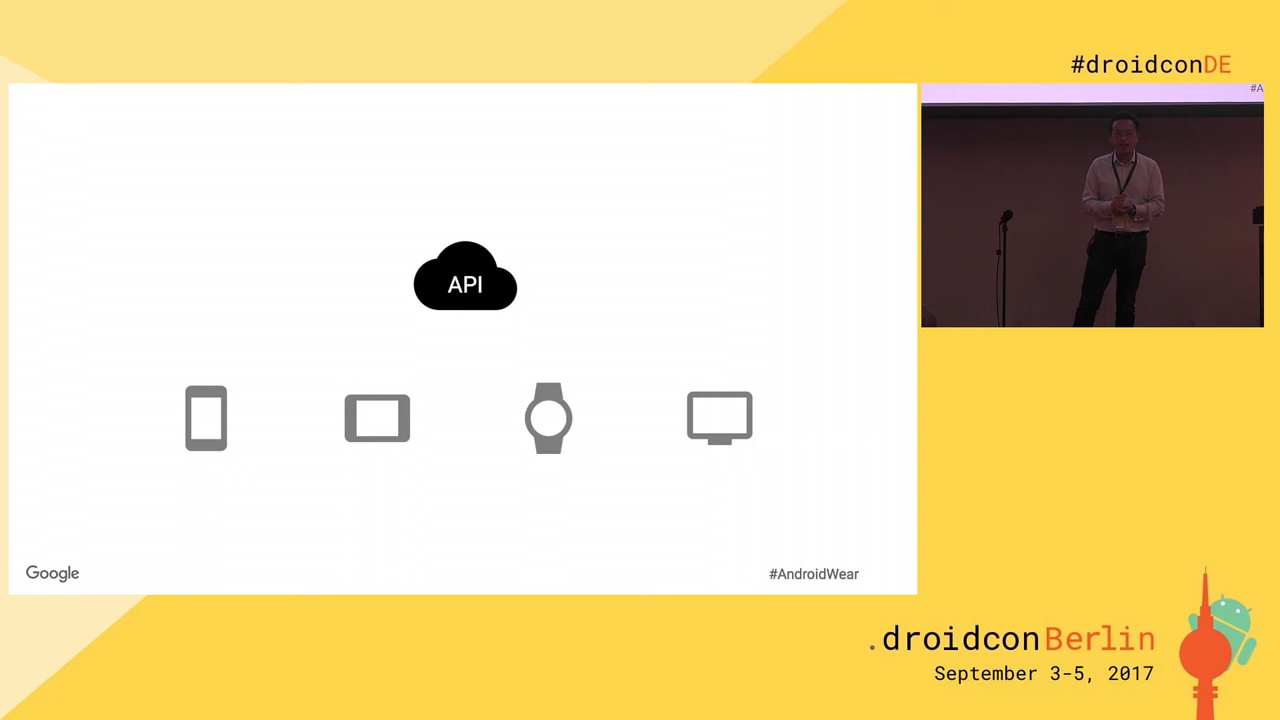 #droidconDE
#A
API
Google
#AndroidWear
.droidconBerlin
September 3-5, 2017